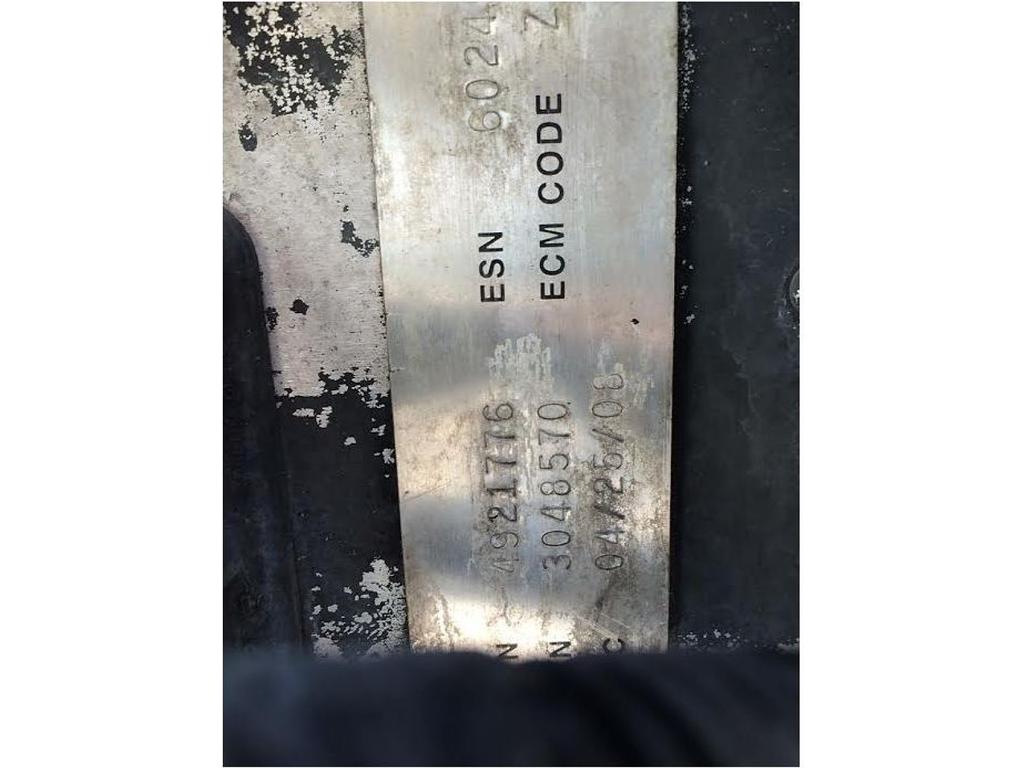 N 4921776 ESN 6024
N 3048570 ECM CODE Z
C 04/25/08